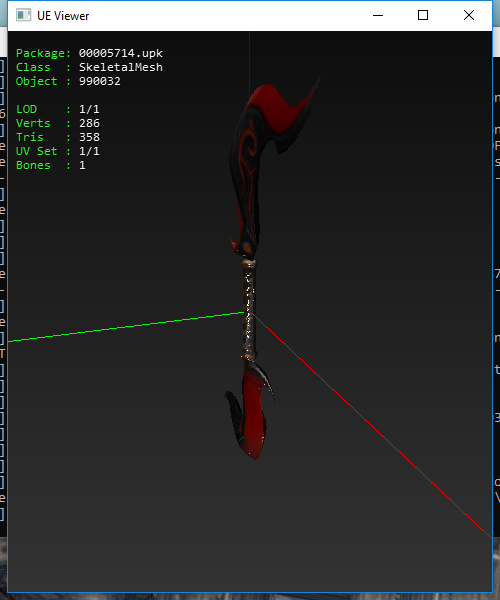 UE Viewer
Package: 00005714.upk
Class : SkeletalMesh
Object : 990032
LOD : 1/1
Verts : 286
Tris : 358
UV Set : 1/1
Bones : 1